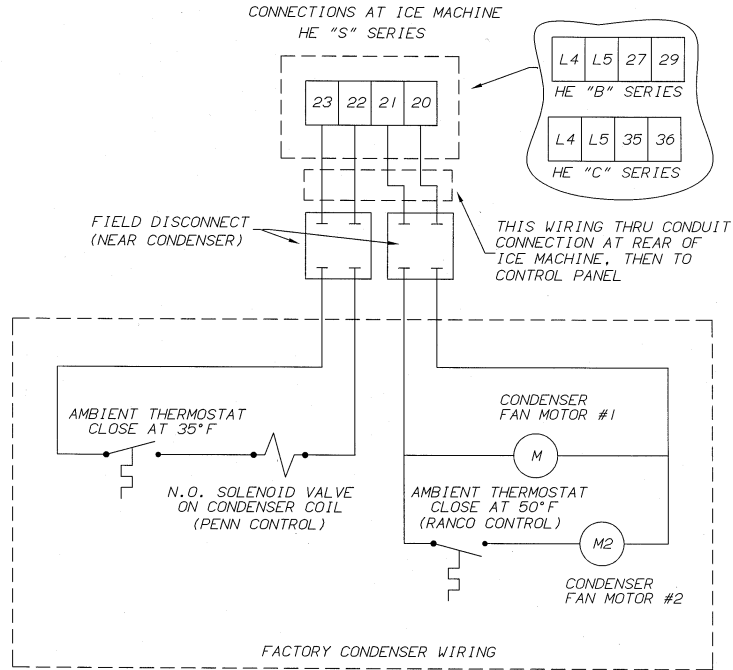 CONNECTIONS AT ICE MACHINE
HE "S" SERIES
23 22 21 20
L4 L5 27 29
HE "B" SERIES
L4 L5 35 36
HE "C" SERIES
FIELD DISCONNECT
(NEAR CONDENSER)
THIS WIRING THRU CONDUIT
CONNECTION AT REAR OF
ICE MACHINE, THEN TO
CONTROL PANEL
AMBIENT THERMOSTAT
CLOSE AT 35°F
N.O. SOLENOID VALVE
ON CONDENSER COIL
(PENN CONTROL)
CONDENSER
FAN MOTOR #1
M
AMBIENT THERMOSTAT
CLOSE AT 50°F
(RANCO CONTROL)
M2
CONDENSER
FAN MOTOR #2
FACTORY CONDENSER WIRING